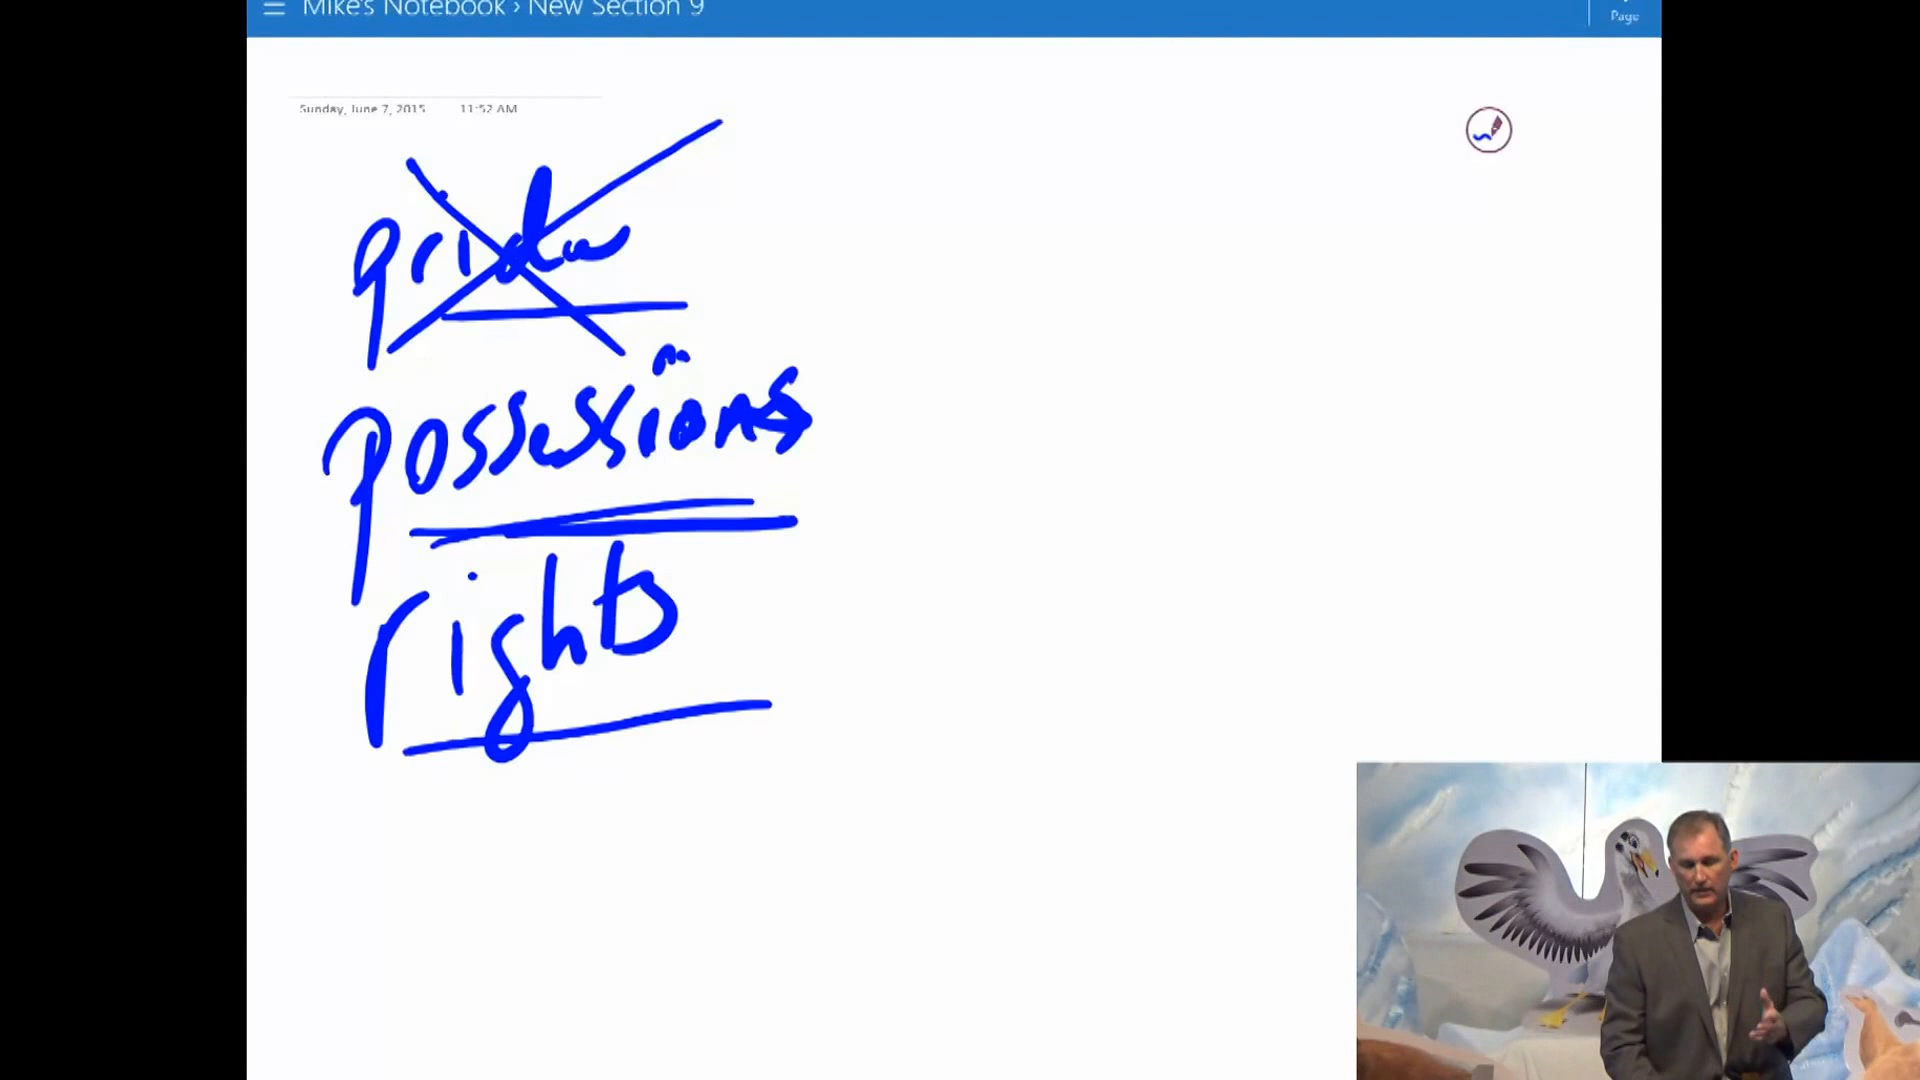 Mike's Notebook › New Section 9
Page
Sunday, June 7, 2015 11:52 AM
pride
possessions
rights